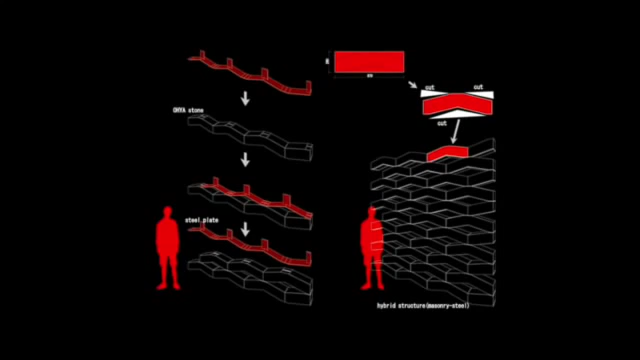 OHYA stone
steel plate
cut
cut
cut
hybrid structure(masonry-steel)